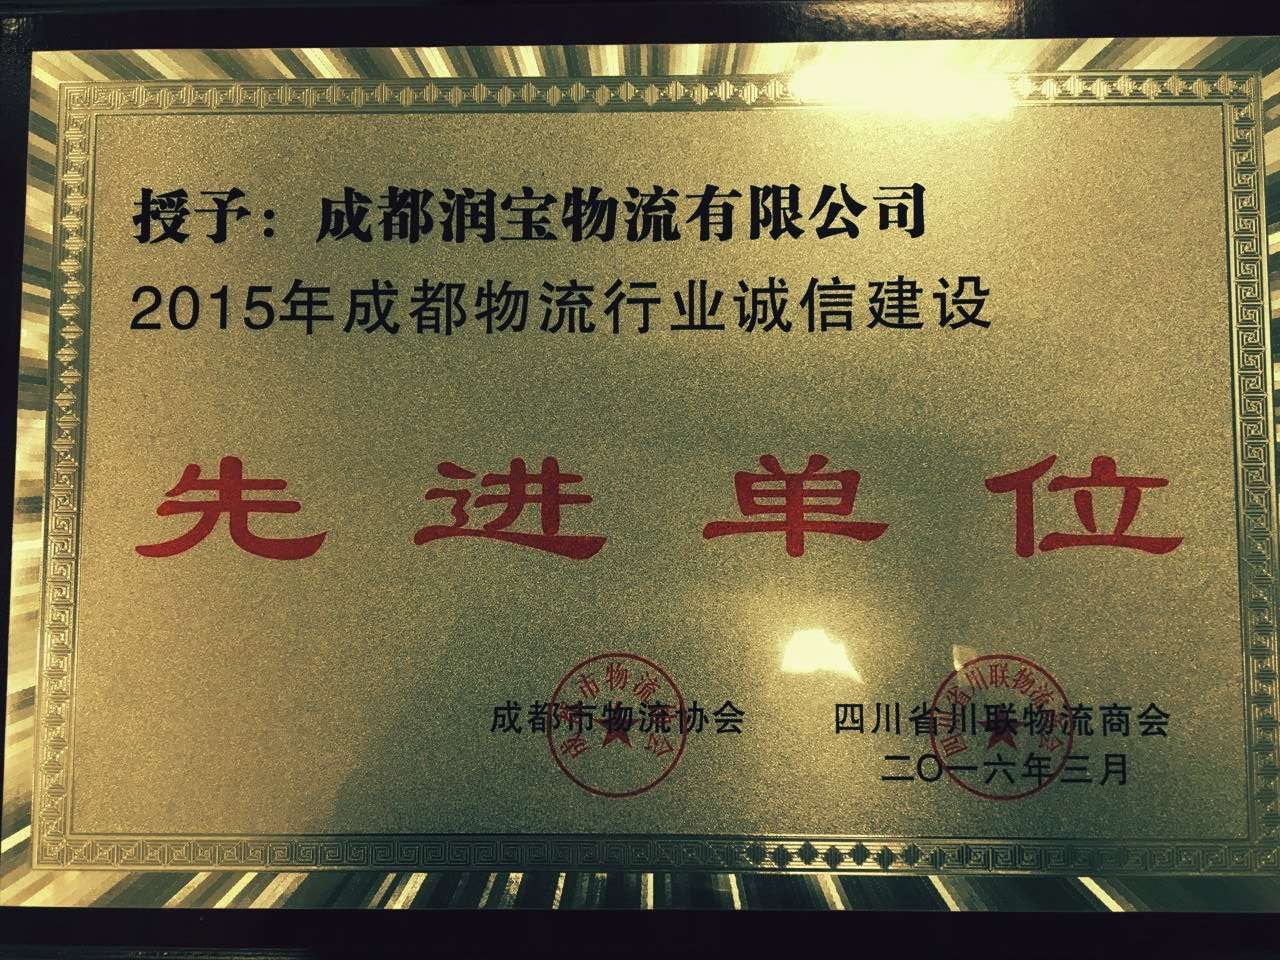 授予：成都润宝物流有限公司
2015年成都物流行业诚信建设
先进单位
成都市物流协会 四川省川联物流商会
二〇一六年三月